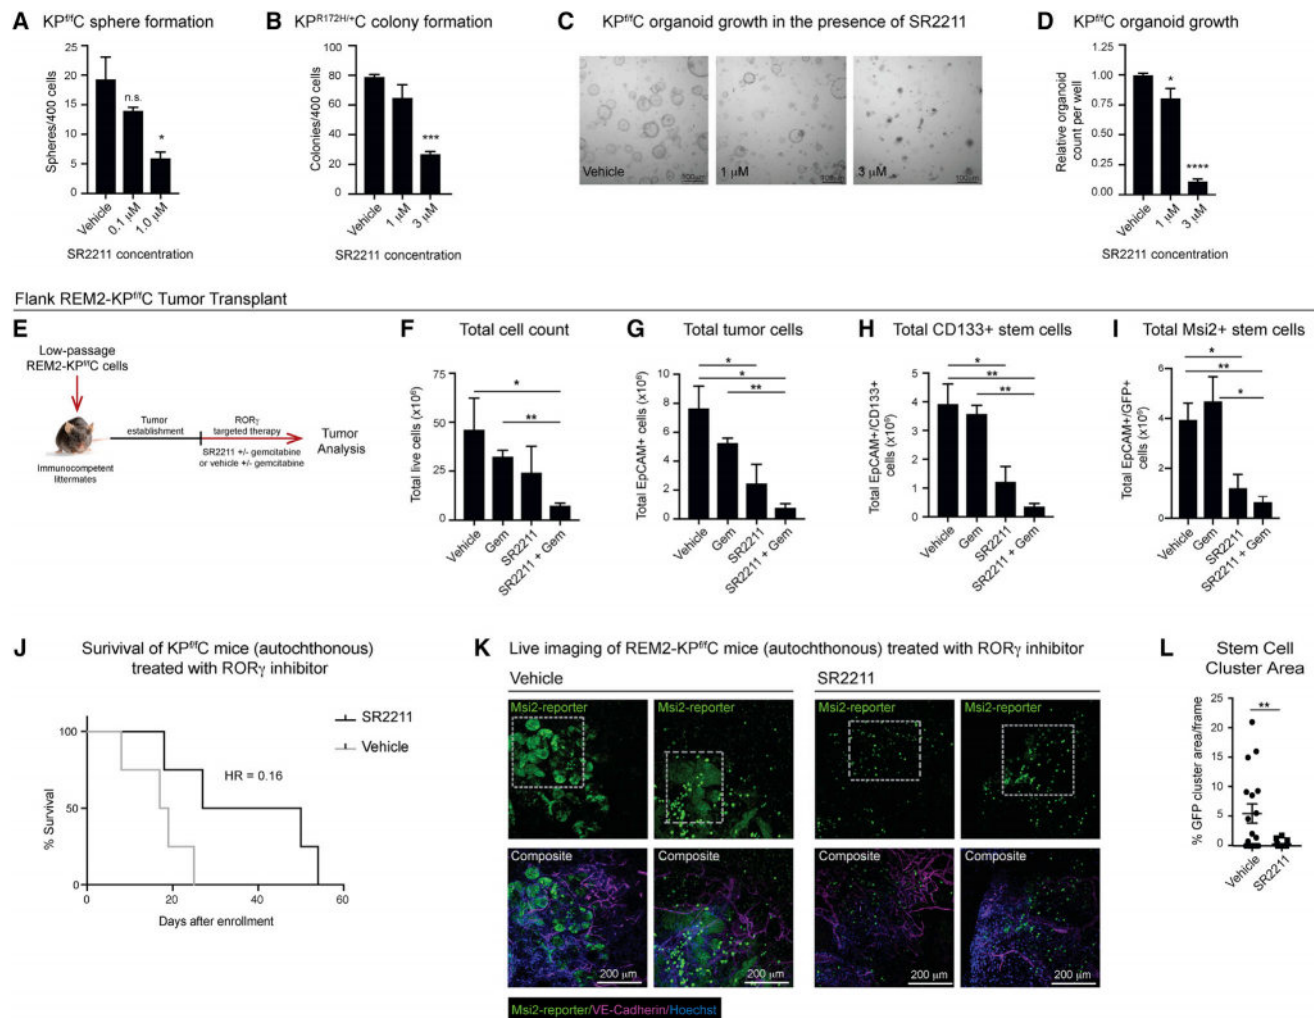 A KPf/fC sphere formation
Spheres/400 cells
25
20
15
10
5
0
n.s.
*
Vehicle
0.1 μM
1.0 μM
SR2211 concentration
B KPR172H/+C colony formation
Colonies/400 cells
100
80
60
40
20
0
***
Vehicle
1 μM
3 μM
SR2211 concentration
C KPf/fC organoid growth in the presence of SR2211
Vehicle
100μm
1 μM
100μm
3 μM
100μm
D KPf/fC organoid growth
Relative organoid
count per well
1.25
1.00
0.75
0.50
0.25
0.00
*
****
Vehicle
1 μM
3 μM
SR2211 concentration
Flank REM2-KPf/fC Tumor Transplant
E
Low-passage
REM2-KPf/fC cells
Immunocompetent
littermates
Tumor
establishment
RORγ
targeted therapy
SR2211 +/- gemcitabine
or vehicle +/- gemcitabine
Tumor
Analysis
F Total cell count
Total live cells (x10⁶)
75
50
25
0
*
**
Vehicle
Gem
SR2211
SR2211 + Gem
G Total tumor cells
Total EpCAM+ cells (x10⁶)
10
8
6
4
2
0
*
*
**
Vehicle
Gem
SR2211
SR2211 + Gem
H Total CD133+ stem cells
Total EpCAM+/CD133+
cells (x10⁶)
5
4
3
2
1
0
*
**
**
Vehicle
Gem
SR2211
SR2211 + Gem
I Total Msi2+ stem cells
Total EpCAM+/GFP+
cells (x10⁶)
6
4
2
0
*
**
*
Vehicle
Gem
SR2211
SR2211 + Gem
J Surivival of KPf/fC mice (autochthonous)
treated with RORγ inhibitor
SR2211
Vehicle
HR = 0.16
% Survival
100
50
0
0 20 40 60
Days after enrollment
K Live imaging of REM2-KPf/fC mice (autochthonous) treated with RORγ inhibitor
Vehicle
SR2211
Msi2-reporter
Msi2-reporter
Msi2-reporter
Msi2-reporter
Composite
Composite
Composite
Composite
200 μm
200 μm
200 μm
200 μm
Msi2-reporter/VE-Cadherin/Hoechst
L Stem Cell
Cluster Area
% GFP cluster area/frame
25
20
15
10
5
0
**
Vehicle
SR2211